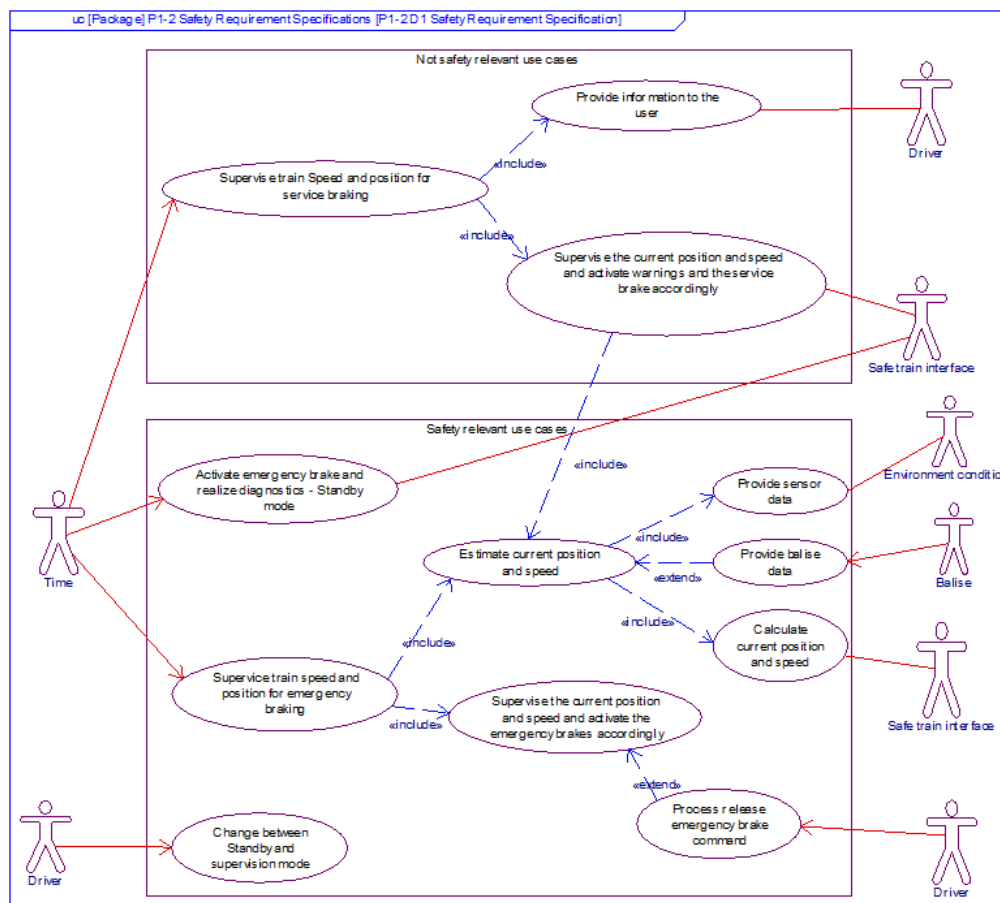 uc [Package] P1-2 Safety Requirement Specifications [P1-2 D1 Safety Requirement Specification]
Not safety relevant use cases
Provide information to the
user
Driver
«include»
Supervise train Speed and position for
service braking
«include»
Supervise the current position and speed
and activate warnings and the service
brake accordingly
Safe train interface
Safety relevant use cases
«include»
Activate emergency brake and
realize diagnostics - Standby
mode
Provide sensor
data
Environment conditio
«include»
Time
Estimate current position
and speed
Provide balise
data
«extend»
Balise
«include»
Calculate
current position
and speed
«include»
Safe train interface
Supervice train speed and
position for emergency
braking
«include»
Supervise the current position
and speed and activate the
emergency brakes accordingly
«extend»
Process release
emergency brake
command
Driver
Change between
Standby and
supervision mode
Driver